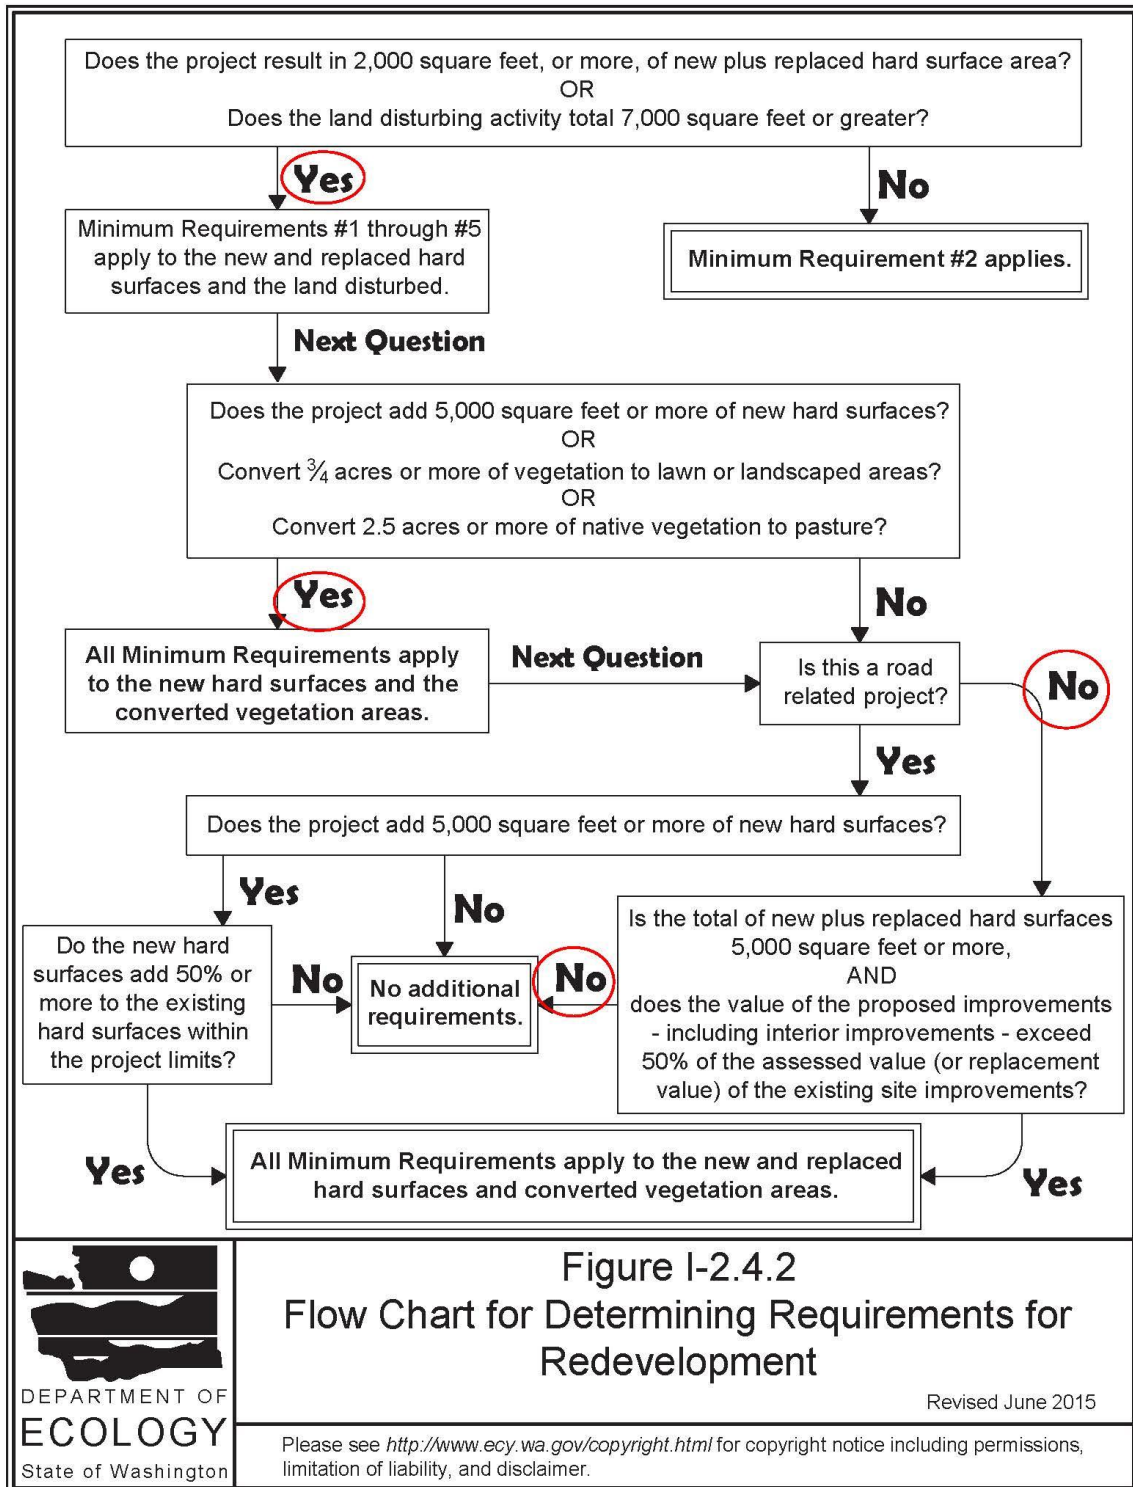 Does the project result in 2,000 square feet, or more, of new plus replaced hard surface area?
OR
Does the land disturbing activity total 7,000 square feet or greater?
Yes
No
Minimum Requirements #1 through #5
apply to the new and replaced hard
surfaces and the land disturbed.
Minimum Requirement #2 applies.
Next Question
Does the project add 5,000 square feet or more of new hard surfaces?
OR
Convert ¾ acres or more of vegetation to lawn or landscaped areas?
OR
Convert 2.5 acres or more of native vegetation to pasture?
Yes
No
All Minimum Requirements apply
to the new hard surfaces and the
converted vegetation areas.
Next Question
Is this a road
related project?
No
Yes
Does the project add 5,000 square feet or more of new hard surfaces?
Yes
No
Do the new hard
surfaces add 50% or
more to the existing
hard surfaces within
the project limits?
No
No additional
requirements.
No
Is the total of new plus replaced hard surfaces
5,000 square feet or more,
AND
does the value of the proposed improvements
- including interior improvements - exceed
50% of the assessed value (or replacement
value) of the existing site improvements?
Yes
All Minimum Requirements apply to the new and replaced
hard surfaces and converted vegetation areas.
Yes
DEPARTMENT OF
ECOLOGY
State of Washington
Figure I-2.4.2
Flow Chart for Determining Requirements for
Redevelopment
Revised June 2015
Please see http://www.ecy.wa.gov/copyright.html for copyright notice including permissions,
limitation of liability, and disclaimer.